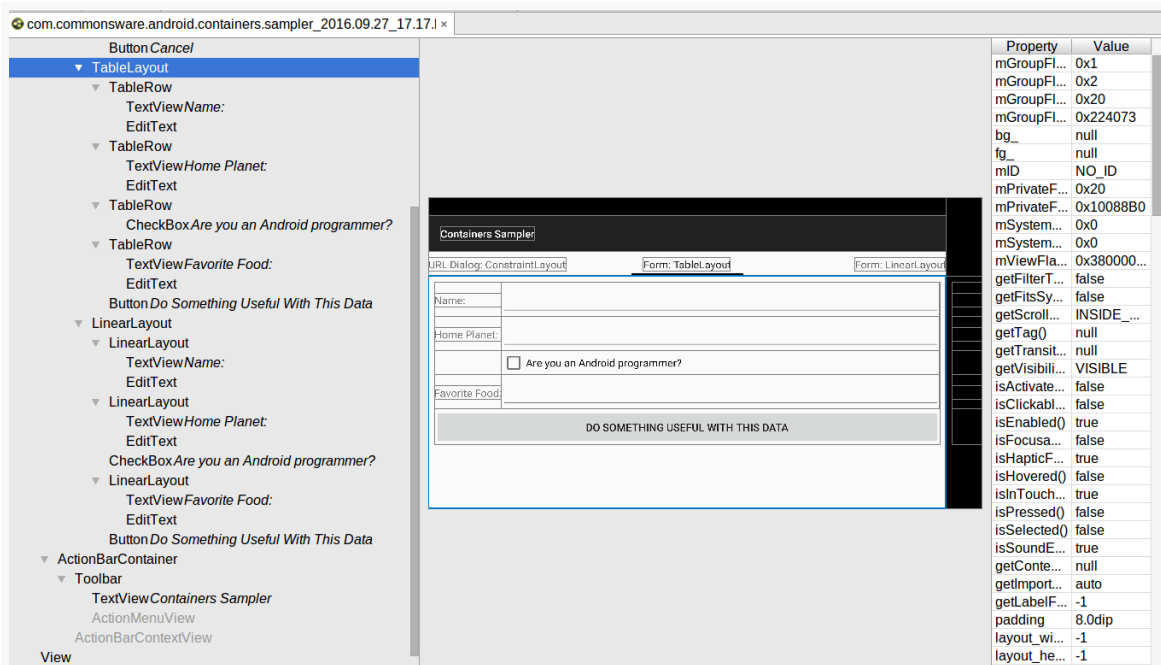 com.commonsware.android.containers.sampler_2016.09.27_17.17.l ×
Button Cancel
TableLayout
TableRow
TextView Name:
EditText
TableRow
TextView Home Planet:
EditText
TableRow
CheckBox Are you an Android programmer?
TableRow
TextView Favorite Food:
EditText
Button Do Something Useful With This Data
LinearLayout
LinearLayout
TextView Name:
EditText
LinearLayout
TextView Home Planet:
EditText
CheckBox Are you an Android programmer?
LinearLayout
TextView Favorite Food:
EditText
Button Do Something Useful With This Data
ActionBarContainer
Toolbar
TextView Containers Sampler
ActionMenuView
ActionBarContextView
View
Containers Sampler
URL Dialog: ConstraintLayout Form: TableLayout Form: LinearLayout
Name:
Home Planet:
Are you an Android programmer?
Favorite Food:
DO SOMETHING USEFUL WITH THIS DATA
Property Value
mGroupFl... 0x1
mGroupFl... 0x2
mGroupFl... 0x20
mGroupFl... 0x224073
bg_ null
fg_ null
mID NO_ID
mPrivateF... 0x20
mPrivateF... 0x10088B0
mSystem... 0x0
mSystem... 0x0
mViewFla... 0x380000...
getFilterT... false
getFitsSy... false
getScroll... INSIDE_...
getTag() null
getTransit... null
getVisibili... VISIBLE
isActivate... false
isClickabl... false
isEnabled() true
isFocusa... false
isHapticF... true
isHovered() false
isInTouch... true
isPressed() false
isSelected() false
isSoundE... true
getConte... null
getImport... auto
getLabelF... -1
padding 8.0dip
layout_wi... -1
layout_he... -1